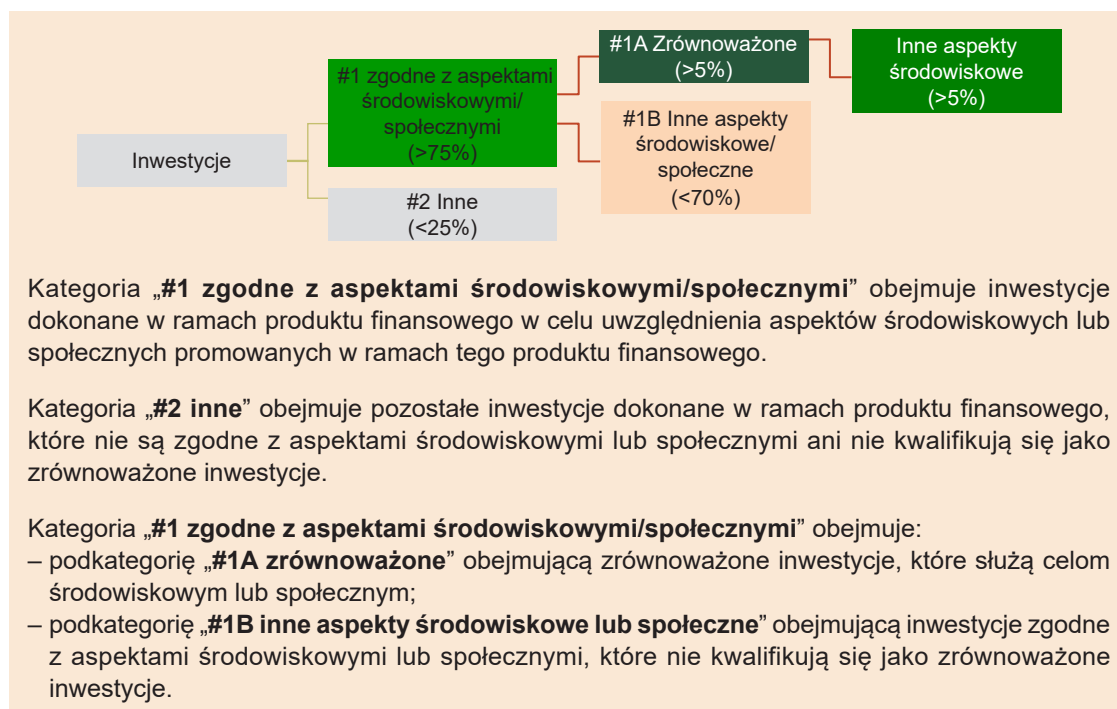 Inwestycje
#1 zgodne z aspektami
środowiskowymi/
społecznymi
(>75%)
#2 Inne
(<25%)
#1A Zrównoważone
(>5%)
#1B Inne aspekty
środowiskowe/
społeczne
(<70%)
Inne aspekty
środowiskowe
(>5%)
Kategoria „#1 zgodne z aspektami środowiskowymi/społecznymi” obejmuje inwestycje
dokonane w ramach produktu finansowego w celu uwzględnienia aspektów środowiskowych lub
społecznych promowanych w ramach tego produktu finansowego.
Kategoria „#2 inne” obejmuje pozostałe inwestycje dokonane w ramach produktu finansowego,
które nie są zgodne z aspektami środowiskowymi lub społecznymi ani nie kwalifikują się jako
zrównoważone inwestycje.
Kategoria „#1 zgodne z aspektami środowiskowymi/społecznymi” obejmuje:
– podkategorię „#1A zrównoważone” obejmującą zrównoważone inwestycje, które służą celom
środowiskowym lub społecznym;
– podkategorię „#1B inne aspekty środowiskowe lub społeczne” obejmującą inwestycje zgodne
z aspektami środowiskowymi lub społecznymi, które nie kwalifikują się jako zrównoważone
inwestycje.